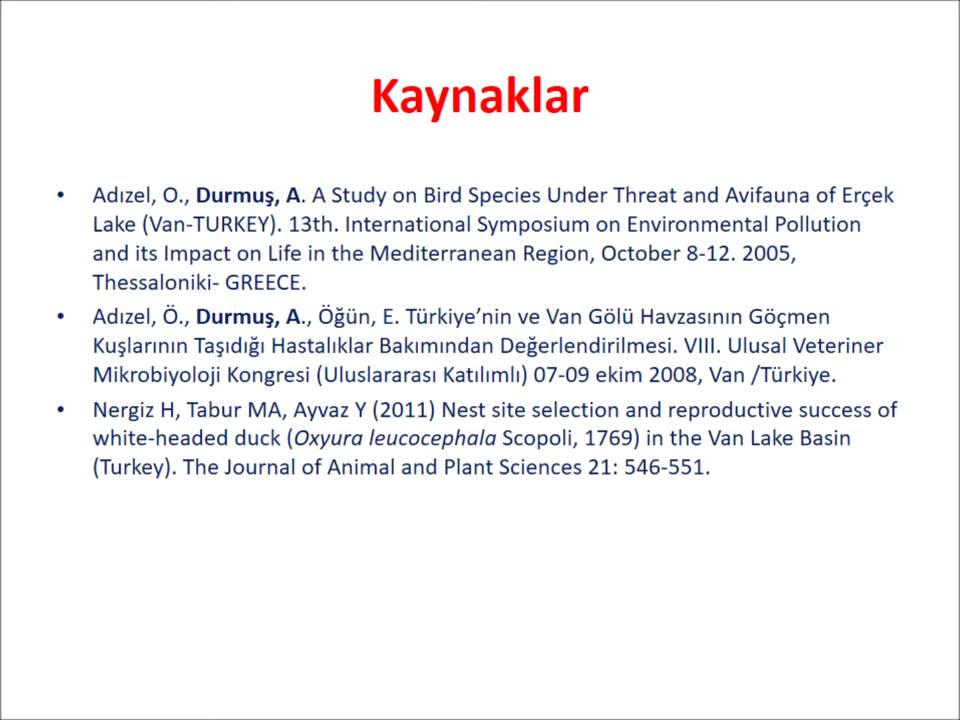 Kaynaklar
• Adızel, O., Durmuş, A. A Study on Bird Species Under Threat and Avifauna of Erçek
Lake (Van-TURKEY). 13th. International Symposium on Environmental Pollution
and its Impact on Life in the Mediterranean Region, October 8-12. 2005,
Thessaloniki- GREECE.
• Adızel, Ö., Durmuş, A., Öğün, E. Türkiye’nin ve Van Gölü Havzasının Göçmen
Kuşlarının Taşıdığı Hastalıklar Bakımından Değerlendirilmesi. VIII. Ulusal Veteriner
Mikrobiyoloji Kongresi (Uluslararası Katılımlı) 07-09 ekim 2008, Van /Türkiye.
• Nergiz H, Tabur MA, Ayvaz Y (2011) Nest site selection and reproductive success of
white-headed duck (Oxyura leucocephala Scopoli, 1769) in the Van Lake Basin
(Turkey). The Journal of Animal and Plant Sciences 21: 546-551.